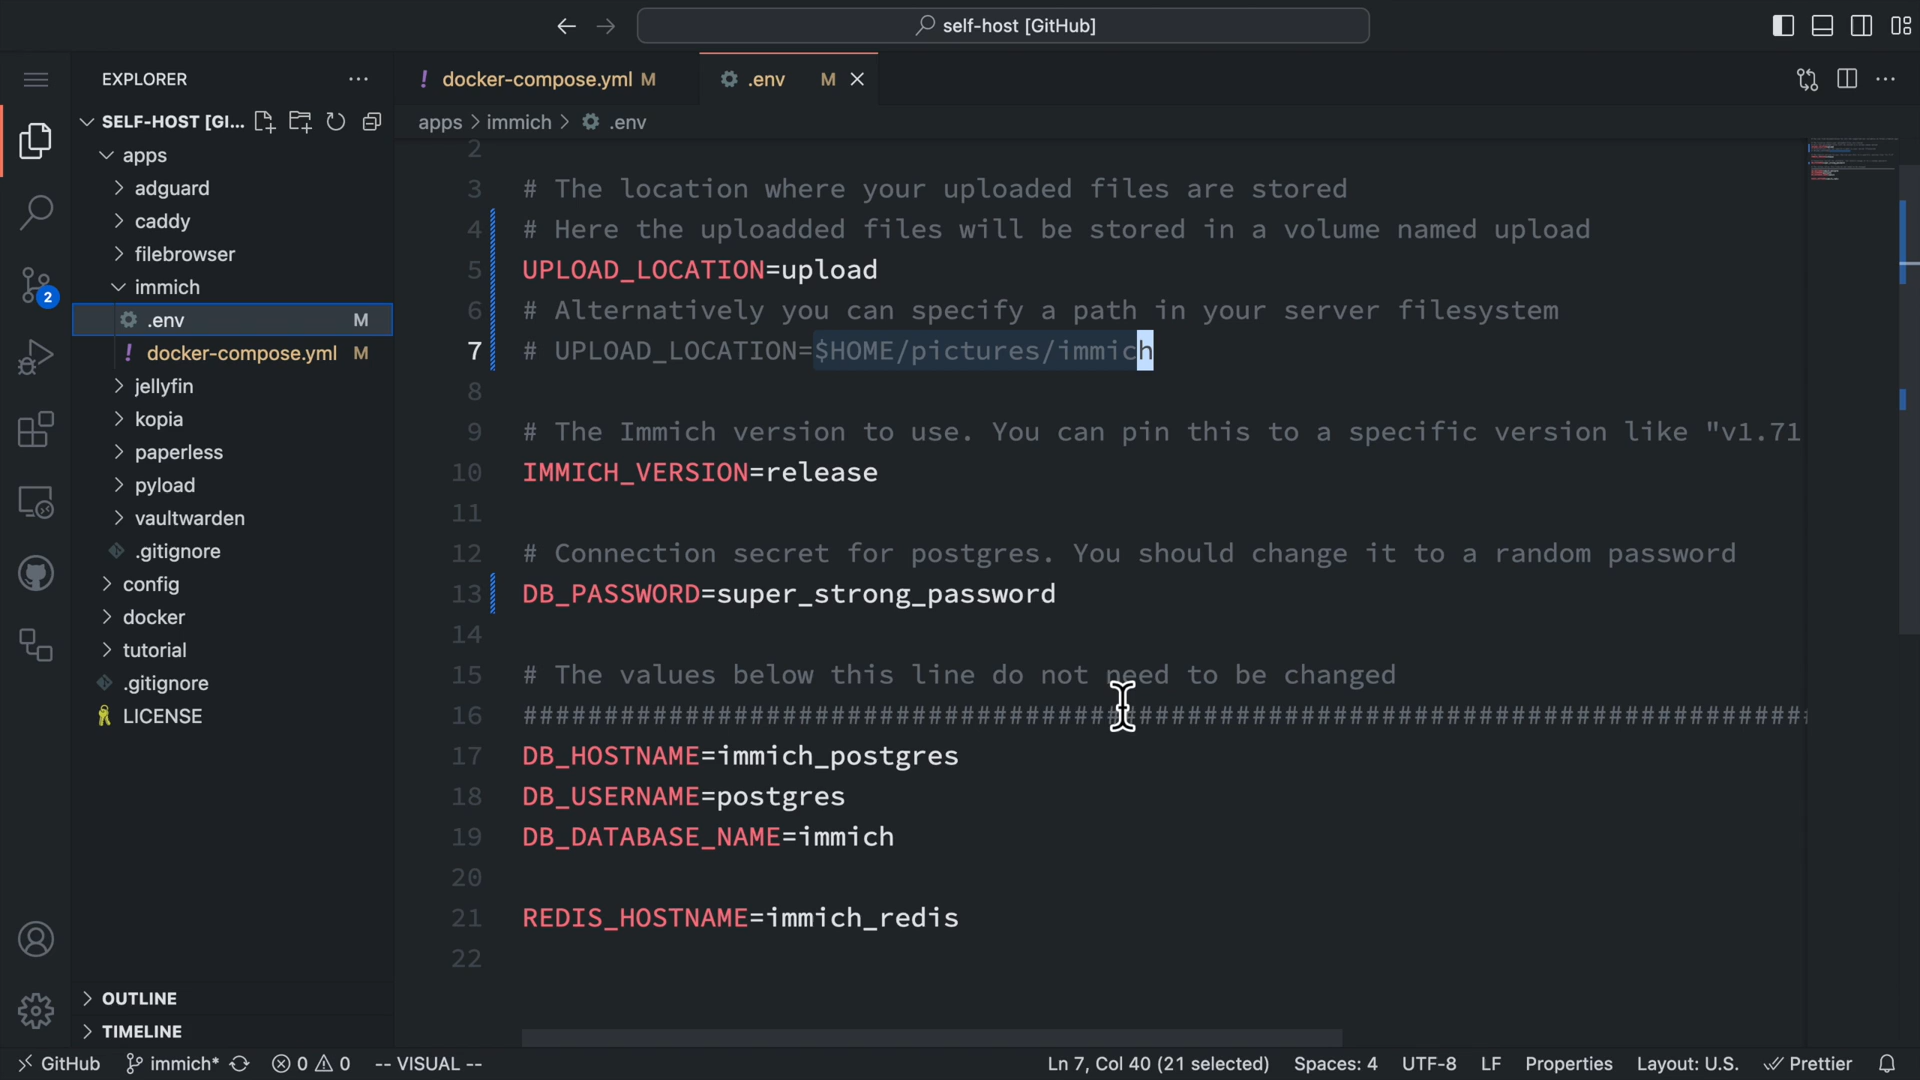 self-host [GitHub]
EXPLORER
docker-compose.yml M
.env M
SELF-HOST [GI...
apps > immich > .env
apps
adguard
caddy
filebrowser
immich
.env M
docker-compose.yml M
jellyfin
kopia
paperless
pyload
vaultwarden
.gitignore
config
docker
tutorial
.gitignore
LICENSE
OUTLINE
TIMELINE
2
2
3 # The location where your uploaded files are stored
4 # Here the uploadded files will be stored in a volume named upload
5 UPLOAD_LOCATION=upload
6 # Alternatively you can specify a path in your server filesystem
7 # UPLOAD_LOCATION=$HOME/pictures/immich
8
9 # The Immich version to use. You can pin this to a specific version like "v1.71
10 IMMICH_VERSION=release
11
12 # Connection secret for postgres. You should change it to a random password
13 DB_PASSWORD=super_strong_password
14
15 # The values below this line do not need to be changed
16 ################################################################################
17 DB_HOSTNAME=immich_postgres
18 DB_USERNAME=postgres
19 DB_DATABASE_NAME=immich
20
21 REDIS_HOSTNAME=immich_redis
22
GitHub immich* 0 0 -- VISUAL -- Ln 7, Col 40 (21 selected) Spaces: 4 UTF-8 LF Properties Layout: U.S. Prettier